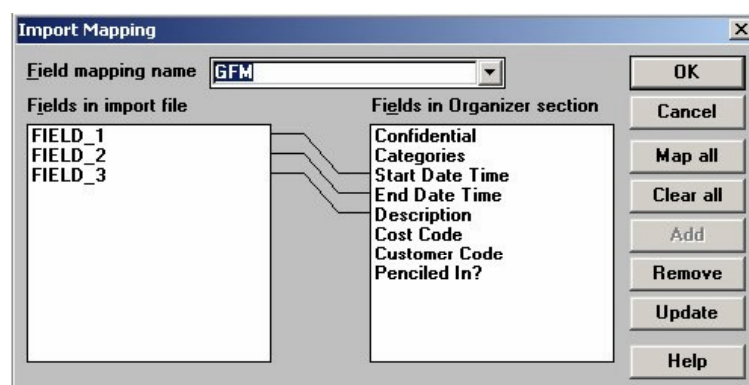 Import Mapping
Field mapping name GFM
Fields in import file
FIELD_1
FIELD_2
FIELD_3
Fields in Organizer section
Confidential
Categories
Start Date Time
End Date Time
Description
Cost Code
Customer Code
Penciled In?
OK
Cancel
Map all
Clear all
Add
Remove
Update
Help